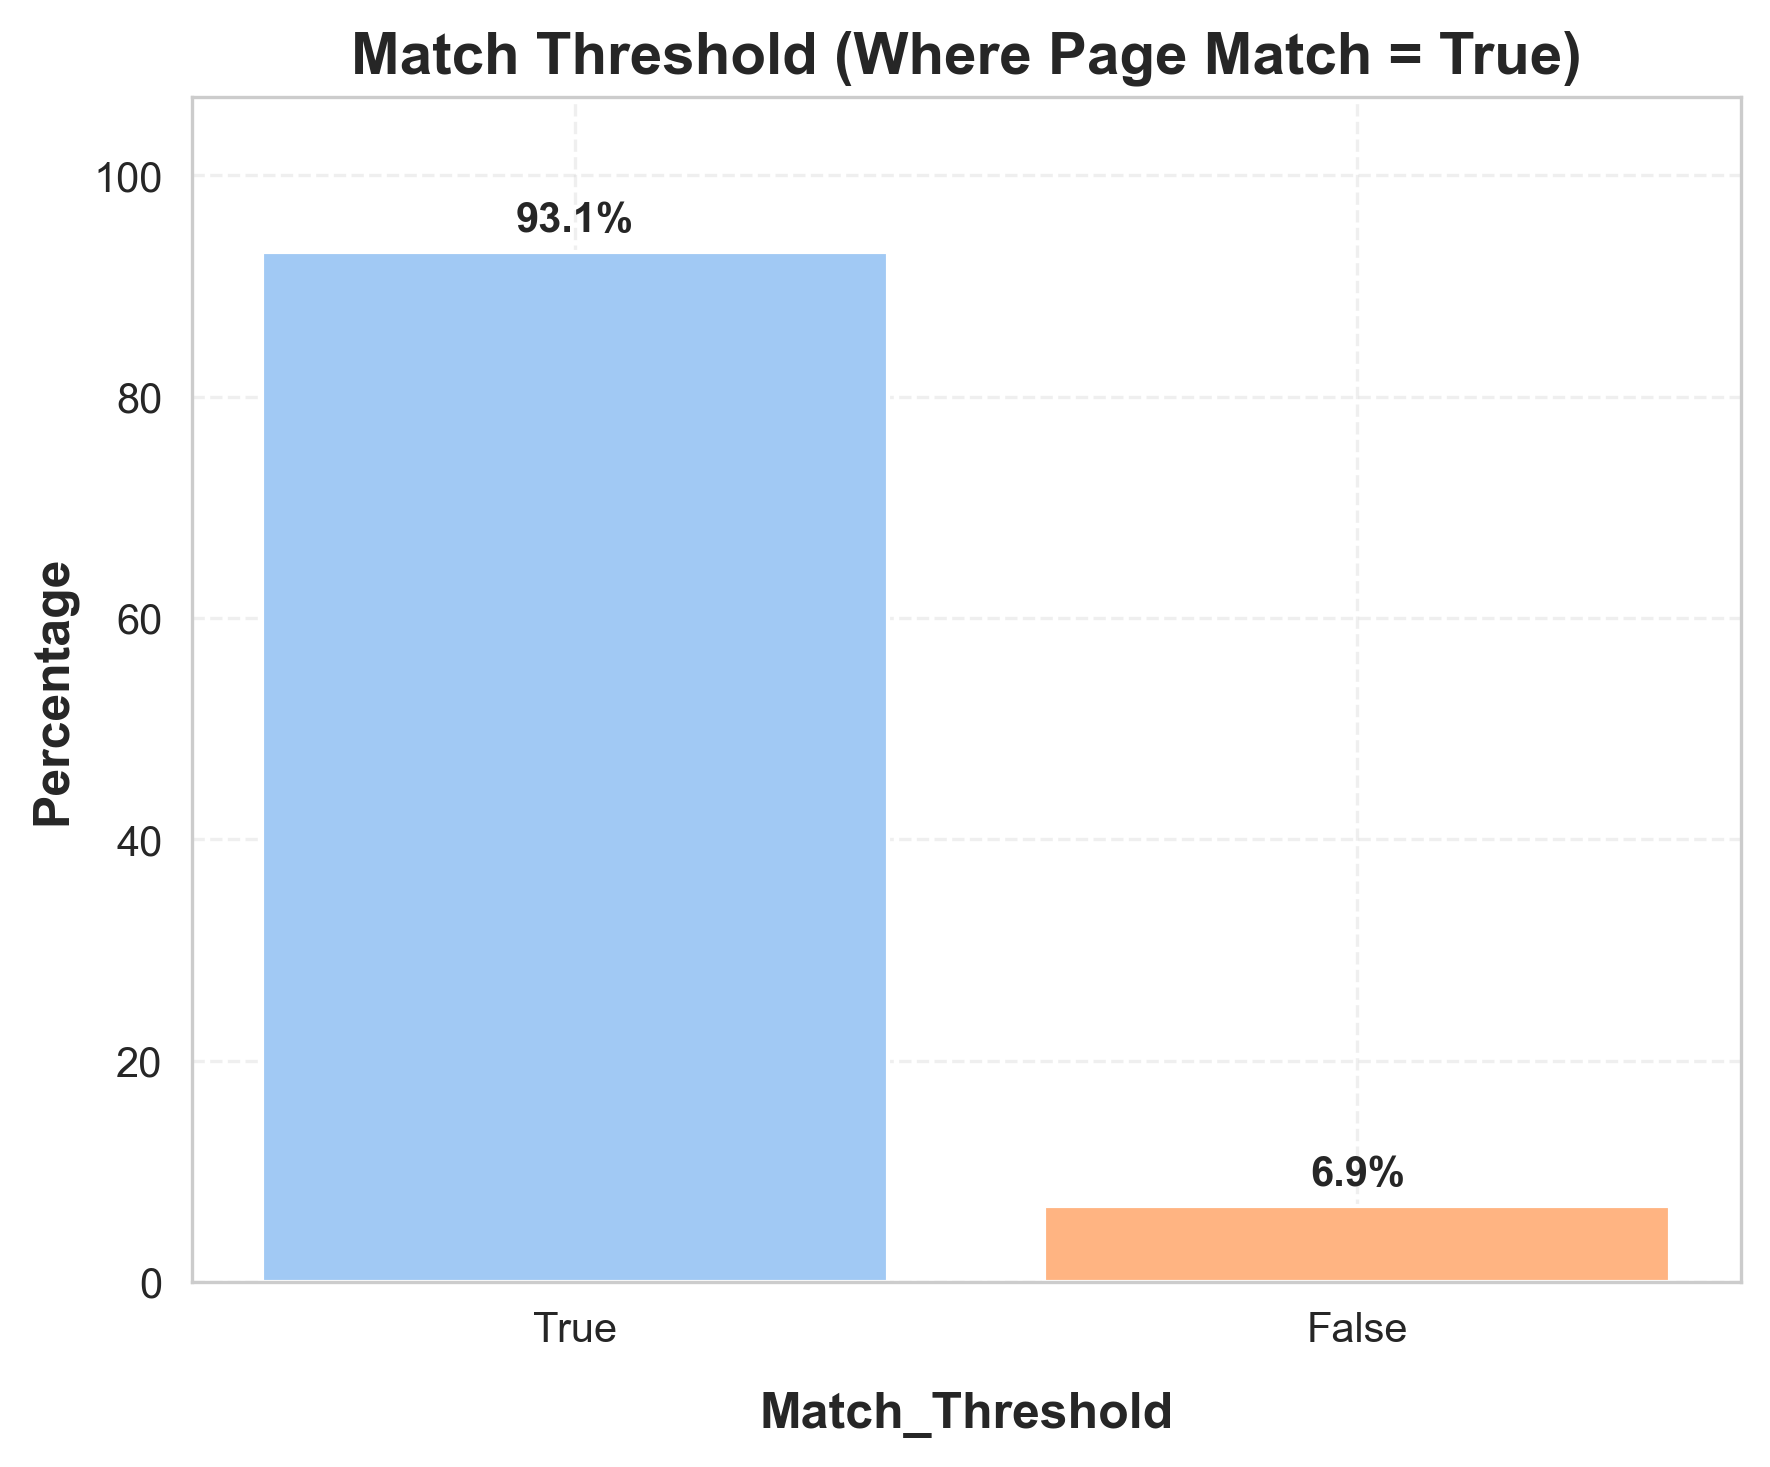 Match Threshold (Where Page Match = True)
100
93.1%
80
60
Percentage
40
20
6.9%
0
True
False
Match_Threshold